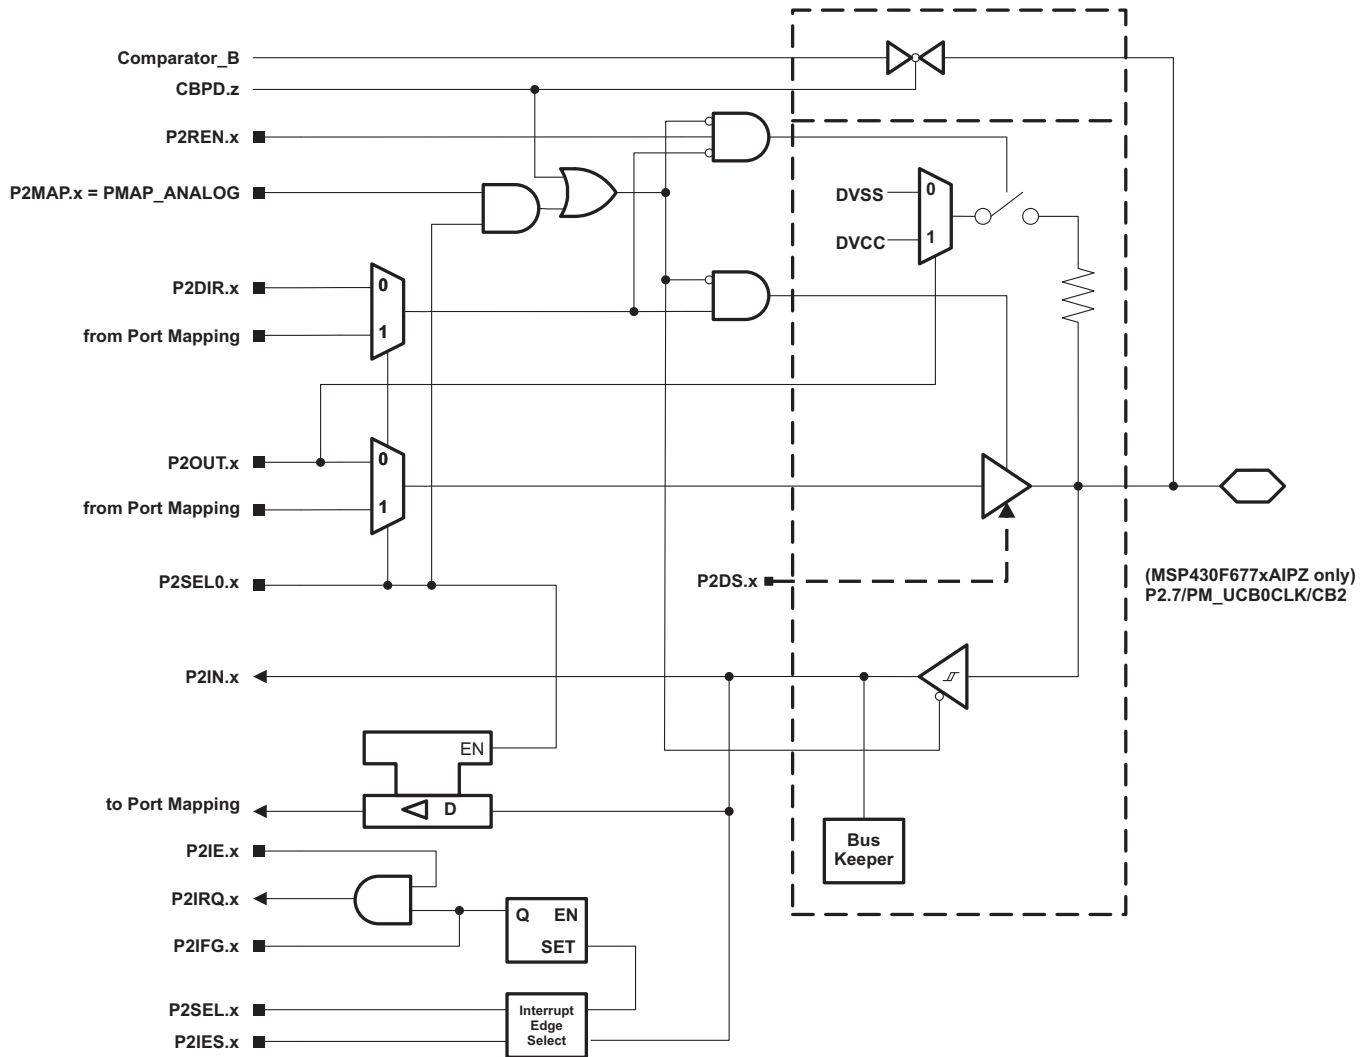 Comparator_B
CBPD.z
P2REN.x
P2MAP.x = PMAP_ANALOG
DVSS
0
DVCC
1
P2DIR.x
0
from Port Mapping
1
P2OUT.x
0
from Port Mapping
1
P2SEL0.x
P2DS.x
(MSP430F677xAIPZ only)
P2.7/PM_UCB0CLK/CB2
P2IN.x
EN
to Port Mapping
D
Bus
Keeper
P2IE.x
P2IRQ.x
Q EN
SET
P2IFG.x
P2SEL.x
Interrupt
Edge
Select
P2IES.x